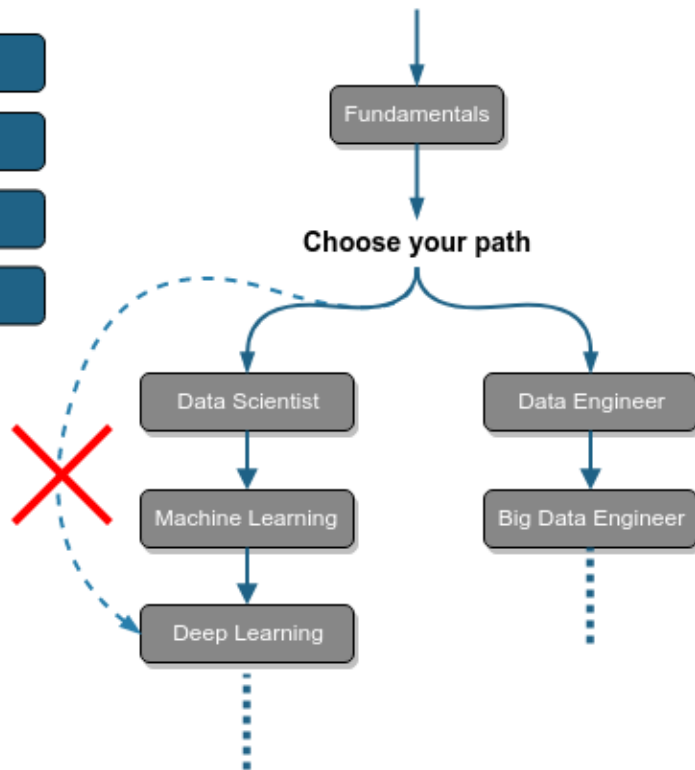 Fundamentals
Choose your path
Data Scientist
Data Engineer
Machine Learning
Big Data Engineer
Deep Learning